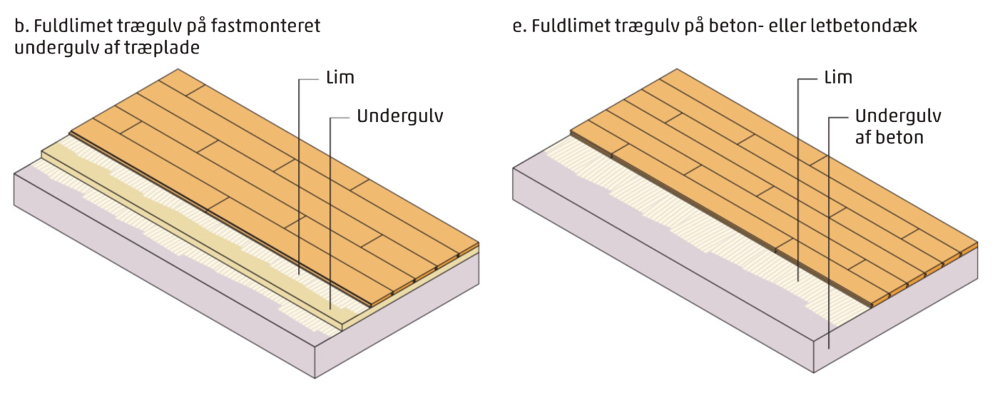 b. Fuldlimet trægulv på fastmonteret
undergulv af træplade
Lim
Undergulv
e. Fuldlimet trægulv på beton- eller letbetondæk
Lim
Undergulv
af beton